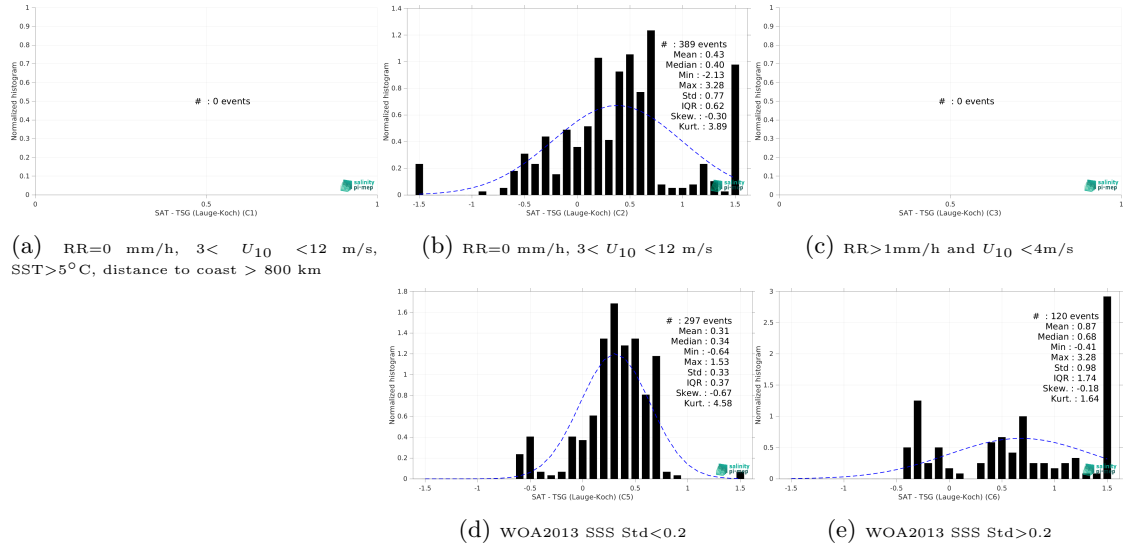 1
0.9
0.8
0.7
0.6
0.5
0.4
0.3
0.2
0.1
0
Normalized histogram
# : 0 events
salinity
pi-mep
0 0.5 1
SAT - TSG (Lauge-Koch) (C1)
(a) RR=0 mm/h, 3< U10 <12 m/s,
SST>5°C, distance to coast > 800 km
1.4
1.2
1
0.8
0.6
0.4
0.2
0
Normalized histogram
# : 389 events
Mean : 0.43
Median : 0.40
Min : -2.13
Max : 3.28
Std : 0.77
IQR : 0.62
Skew. : -0.30
Kurt. : 3.89
salinity
pi-mep
-1.5 -1 -0.5 0 0.5 1 1.5
SAT - TSG (Lauge-Koch) (C2)
(b) RR=0 mm/h, 3< U10 <12 m/s
1
0.9
0.8
0.7
0.6
0.5
0.4
0.3
0.2
0.1
0
Normalized histogram
# : 0 events
salinity
pi-mep
0 0.5 1
SAT - TSG (Lauge-Koch) (C3)
(c) RR>1mm/h and U10 <4m/s
1.8
1.6
1.4
1.2
1
0.8
0.6
0.4
0.2
0
Normalized histogram
# : 297 events
Mean : 0.31
Median : 0.34
Min : -0.64
Max : 1.53
Std : 0.33
IQR : 0.37
Skew. : -0.67
Kurt. : 4.58
salinity
pi-mep
-1.5 -1 -0.5 0 0.5 1 1.5
SAT - TSG (Lauge-Koch) (C5)
(d) WOA2013 SSS Std<0.2
3
2.5
2
1.5
1
0.5
0
Normalized histogram
# : 120 events
Mean : 0.87
Median : 0.68
Min : -0.41
Max : 3.28
Std : 0.98
IQR : 1.74
Skew. : -0.18
Kurt. : 1.64
salinity
pi-mep
-1.5 -1 -0.5 0 0.5 1 1.5
SAT - TSG (Lauge-Koch) (C6)
(e) WOA2013 SSS Std>0.2